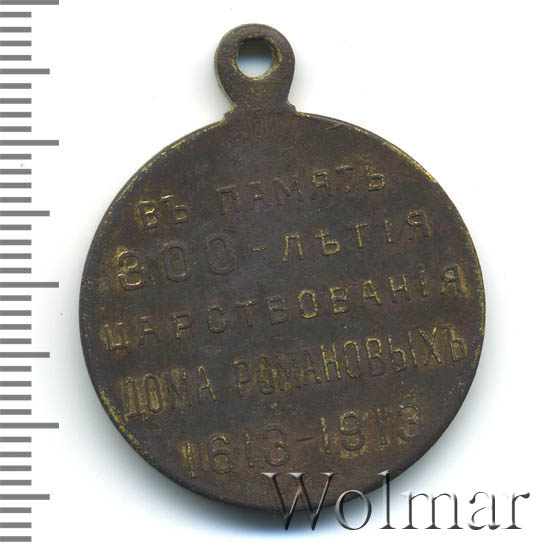 ВЪ ПАМЯТЬ
300-ЛѢТІЯ
ЦАРСТВОВАНІЯ
ДОМА РОМАНОВЫХЪ
1613-1913
Wolmar